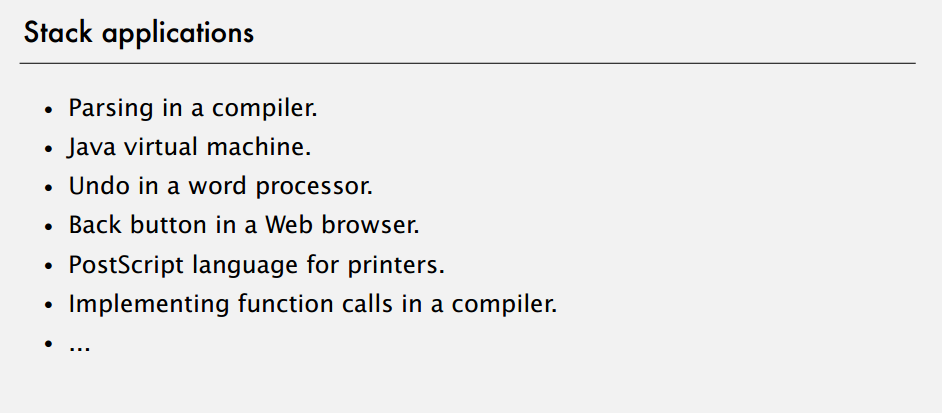 Stack applications
• Parsing in a compiler.
• Java virtual machine.
• Undo in a word processor.
• Back button in a Web browser.
• PostScript language for printers.
• Implementing function calls in a compiler.
• ...